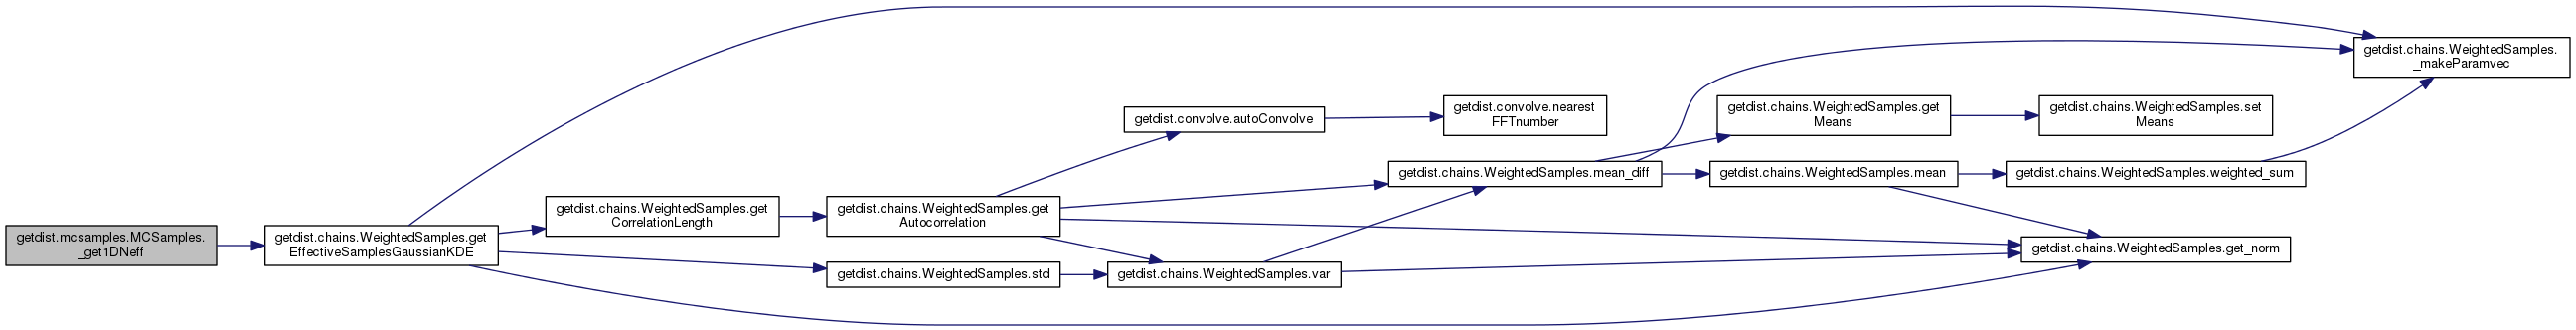 getdist.mcsamples.MCSamples.
_get1DNeff
getdist.chains.WeightedSamples.get
EffectiveSamplesGaussianKDE
getdist.chains.WeightedSamples.get
CorrelationLength
getdist.chains.WeightedSamples.std
getdist.chains.WeightedSamples.get
Autocorrelation
getdist.convolve.autoConvolve
getdist.chains.WeightedSamples.var
getdist.convolve.nearest
FFTnumber
getdist.chains.WeightedSamples.mean_diff
getdist.chains.WeightedSamples.get
Means
getdist.chains.WeightedSamples.mean
getdist.chains.WeightedSamples.set
Means
getdist.chains.WeightedSamples.weighted_sum
getdist.chains.WeightedSamples.get_norm
getdist.chains.WeightedSamples.
_makeParamvec